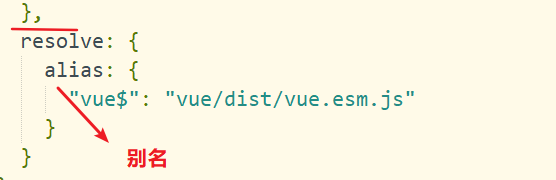 },
resolve: {
alias: {
"vue$": "vue/dist/vue.esm.js"
}
}
别名